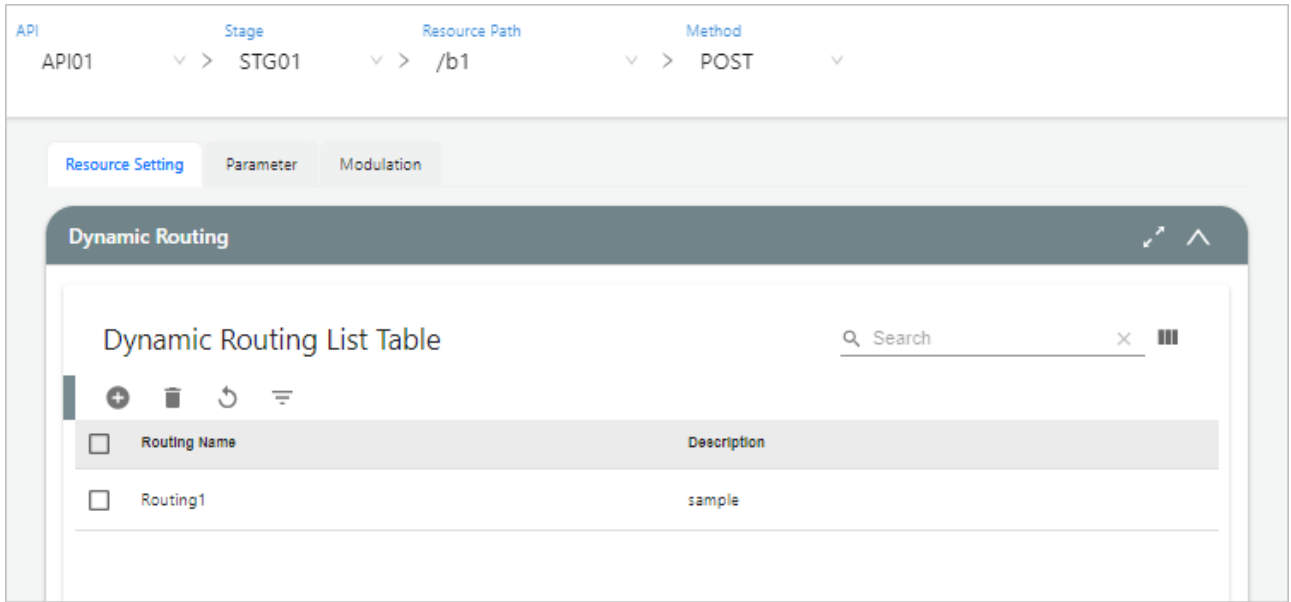 API Stage Resource Path Method
API01 > STG01 > /b1 > POST
Resource Setting Parameter Modulation
Dynamic Routing
Dynamic Routing List Table Search
Routing Name Description
Routing1 sample